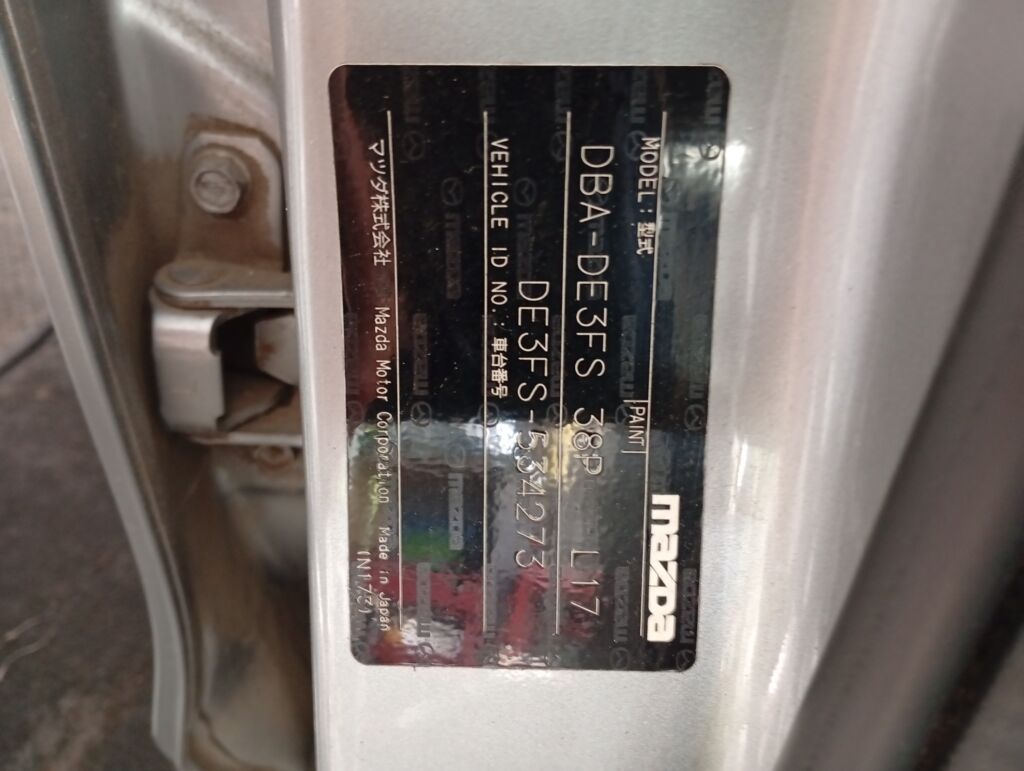 mazda
MODEL: 型式 PAINT
DBA-DE3FS 38P L17
VEHICLE ID NO.: 車台番号
DE3FS-534273
マツダ株式会社 Mazda Motor Corporation Made in Japan
(N173)